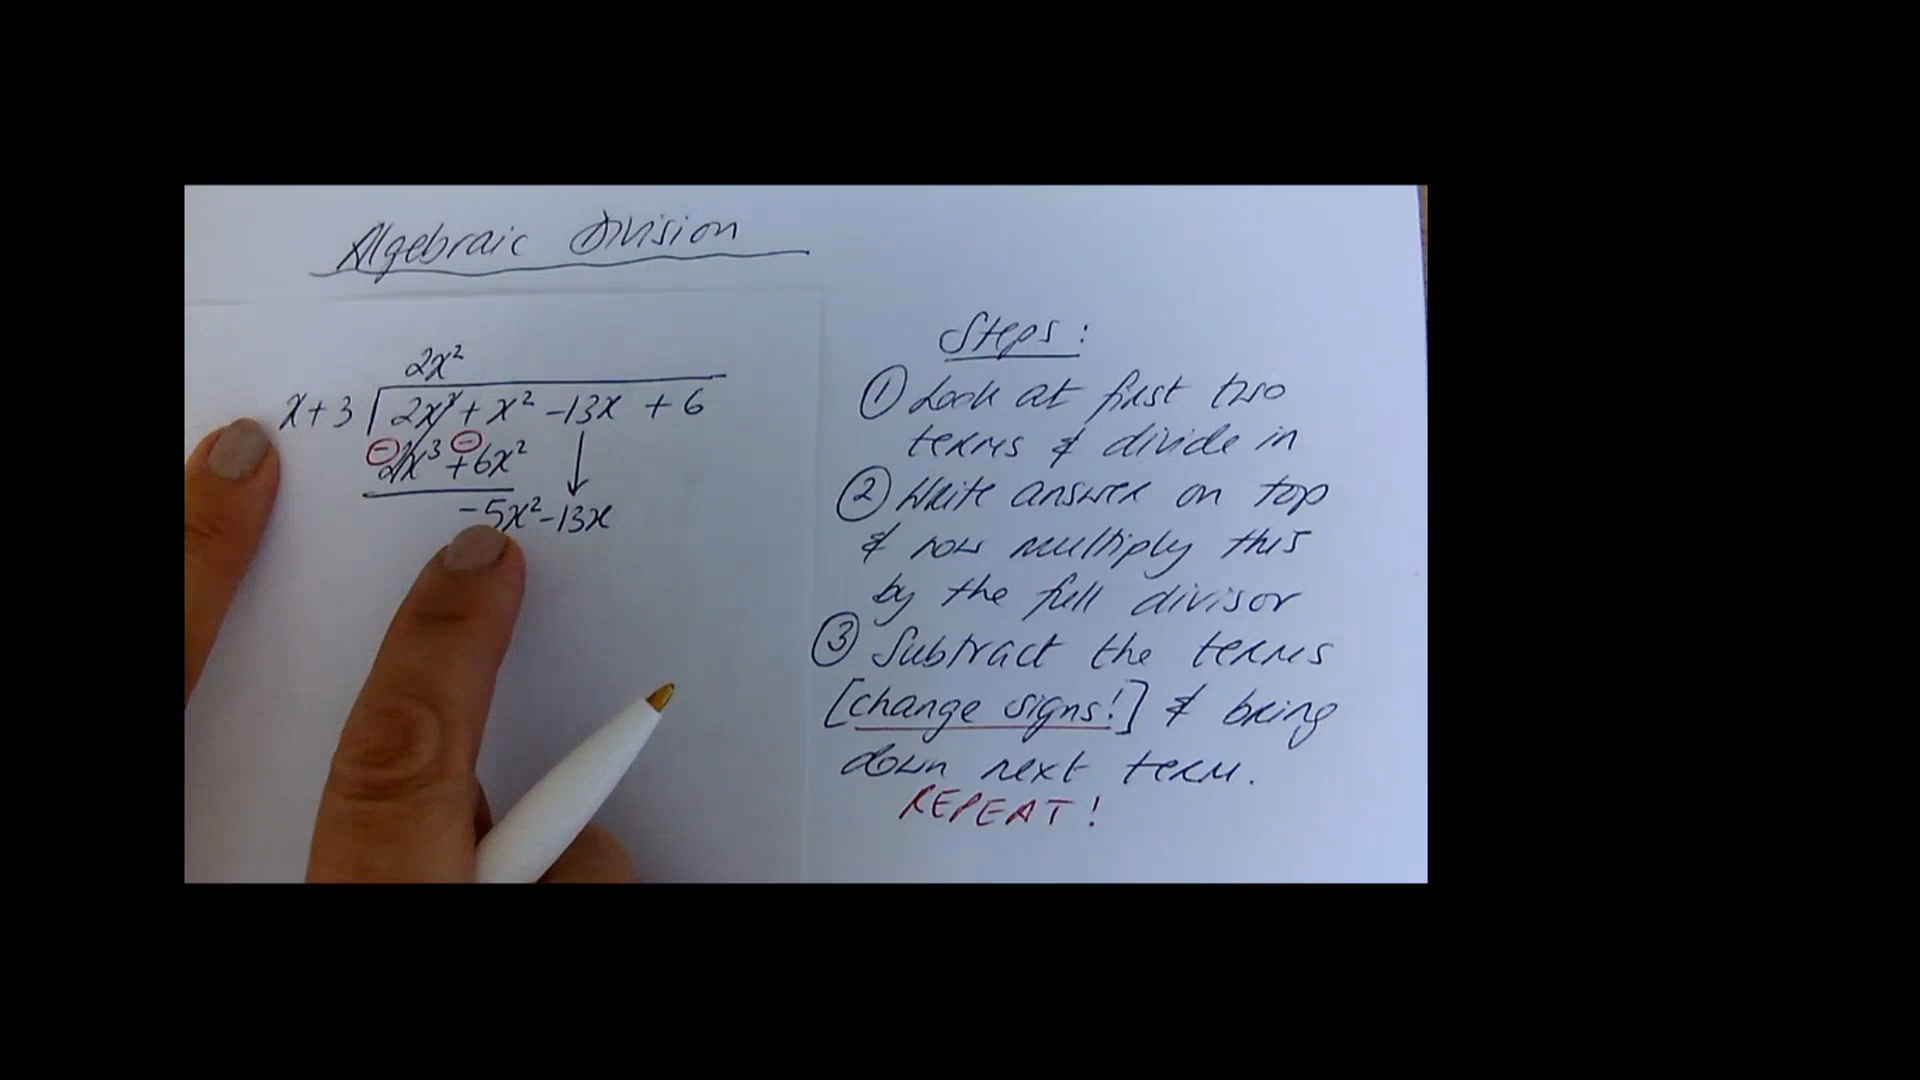 Algebraic Division
2x²
x + 3 | 2x³ + x² - 13x + 6
⊖ ⊖
2x³ + 6x²
-5x² - 13x
Steps :
① Look at first two
terms & divide in
② Write answer on top
& now multiply this
by the full divisor
③ Subtract the terms
[change signs!] & bring
down next term.
REPEAT!